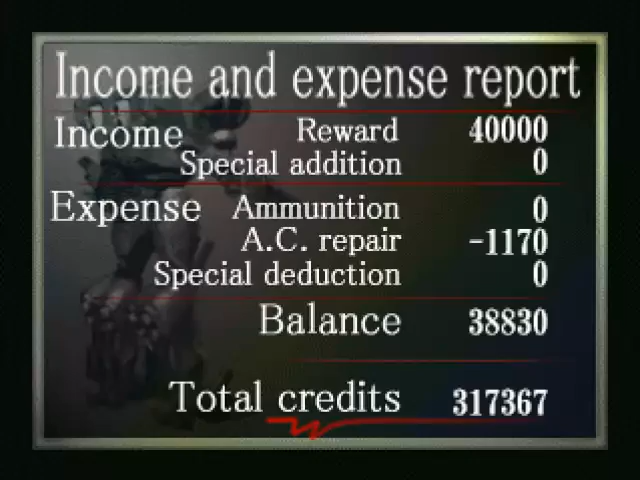 Income and expense report
Income Reward 40000
Special addition 0
Expense Ammunition 0
A.C. repair -1170
Special deduction 0
Balance 38830
Total credits 317367